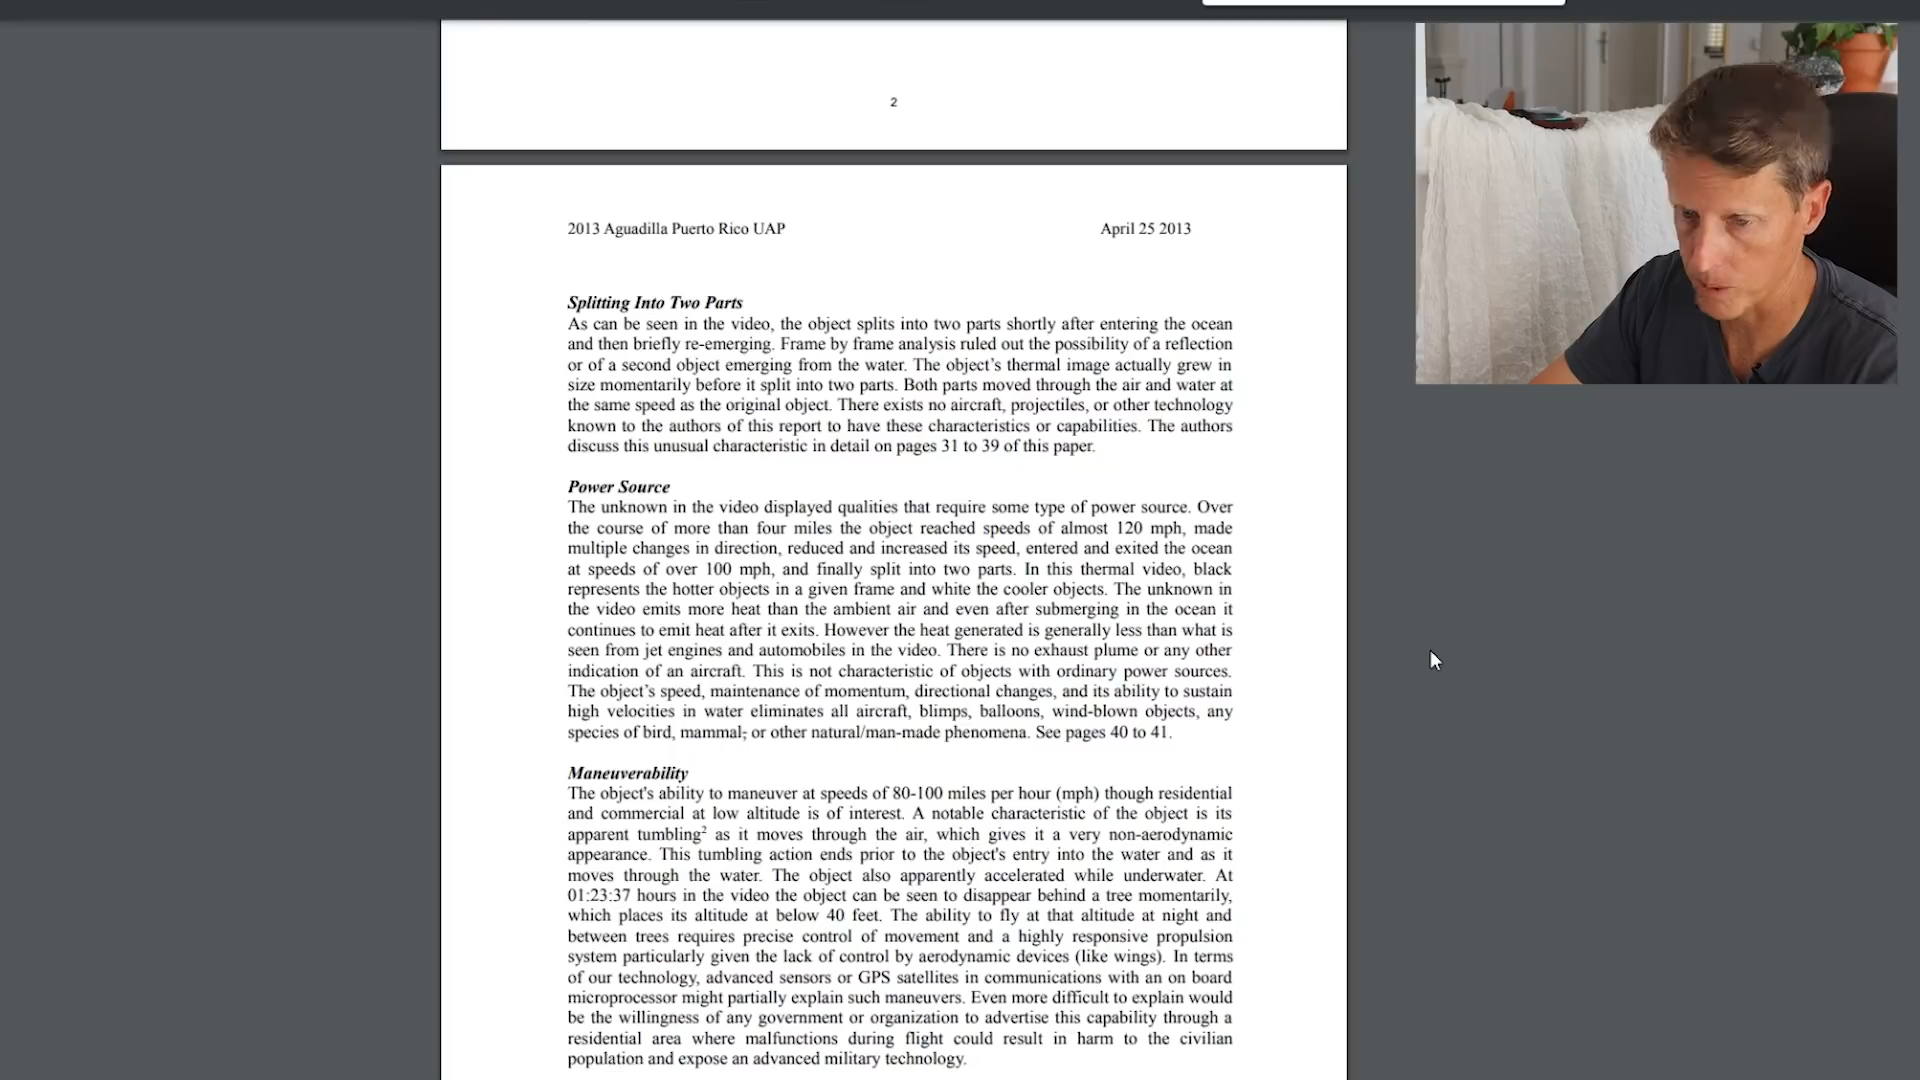 2
2013 Aguadilla Puerto Rico UAP April 25 2013
Splitting Into Two Parts
As can be seen in the video, the object splits into two parts shortly after entering the ocean
and then briefly re-emerging. Frame by frame analysis ruled out the possibility of a reflection
or of a second object emerging from the water. The object's thermal image actually grew in
size momentarily before it split into two parts. Both parts moved through the air and water at
the same speed as the original object. There exists no aircraft, projectiles, or other technology
known to the authors of this report to have these characteristics or capabilities. The authors
discuss this unusual characteristic in detail on pages 31 to 39 of this paper.
Power Source
The unknown in the video displayed qualities that require some type of power source. Over
the course of more than four miles the object reached speeds of almost 120 mph, made
multiple changes in direction, reduced and increased its speed, entered and exited the ocean
at speeds of over 100 mph, and finally split into two parts. In this thermal video, black
represents the hotter objects in a given frame and white the cooler objects. The unknown in
the video emits more heat than the ambient air and even after submerging in the ocean it
continues to emit heat after it exits. However the heat generated is generally less than what is
seen from jet engines and automobiles in the video. There is no exhaust plume or any other
indication of an aircraft. This is not characteristic of objects with ordinary power sources.
The object's speed, maintenance of momentum, directional changes, and its ability to sustain
high velocities in water eliminates all aircraft, blimps, balloons, wind-blown objects, any
species of bird, mammal; or other natural/man-made phenomena. See pages 40 to 41.
Maneuverability
The object's ability to maneuver at speeds of 80-100 miles per hour (mph) though residential
and commercial at low altitude is of interest. A notable characteristic of the object is its
apparent tumbling² as it moves through the air, which gives it a very non-aerodynamic
appearance. This tumbling action ends prior to the object's entry into the water and as it
moves through the water. The object also apparently accelerated while underwater. At
01:23:37 hours in the video the object can be seen to disappear behind a tree momentarily,
which places its altitude at below 40 feet. The ability to fly at that altitude at night and
between trees requires precise control of movement and a highly responsive propulsion
system particularly given the lack of control by aerodynamic devices (like wings). In terms
of our technology, advanced sensors or GPS satellites in communications with an on board
microprocessor might partially explain such maneuvers. Even more difficult to explain would
be the willingness of any government or organization to advertise this capability through a
residential area where malfunctions during flight could result in harm to the civilian
population and expose an advanced military technology.